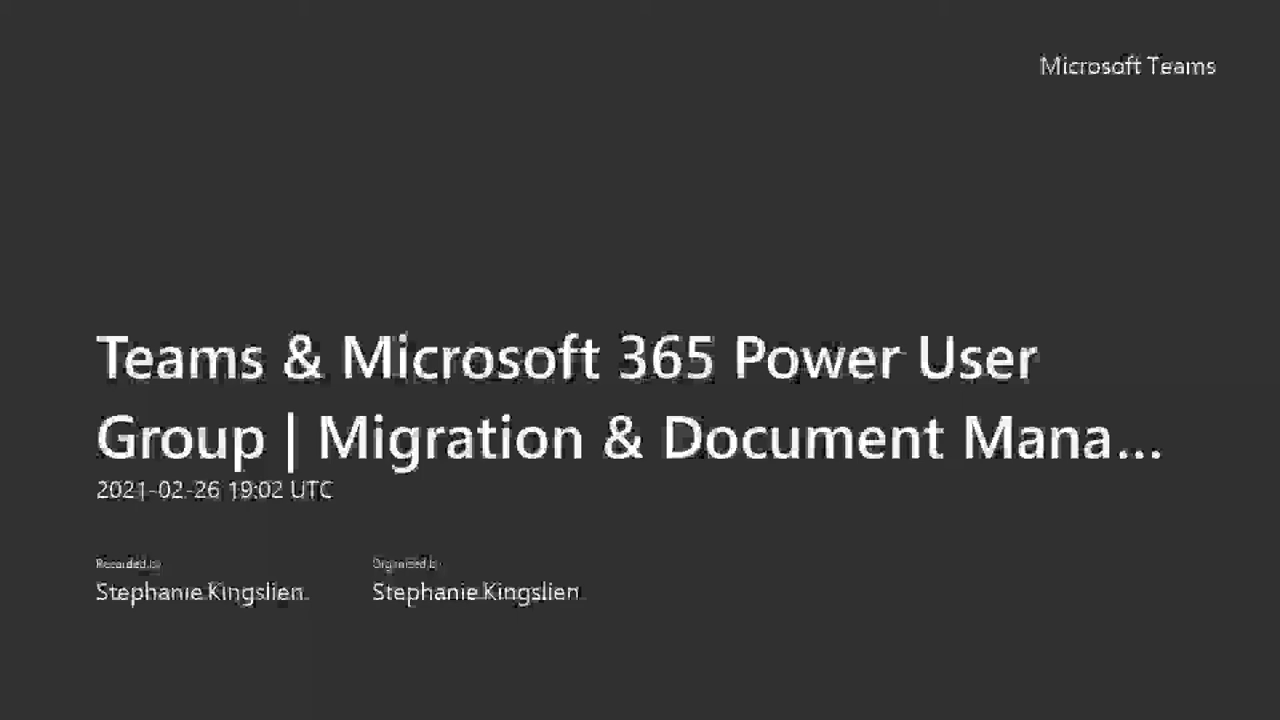 Microsoft Teams
Teams & Microsoft 365 Power User
Group | Migration & Document Mana...
2021-02-26 19:02 UTC
Recorded by
Organized by
Stephanie Kingslien
Stephanie Kingslien